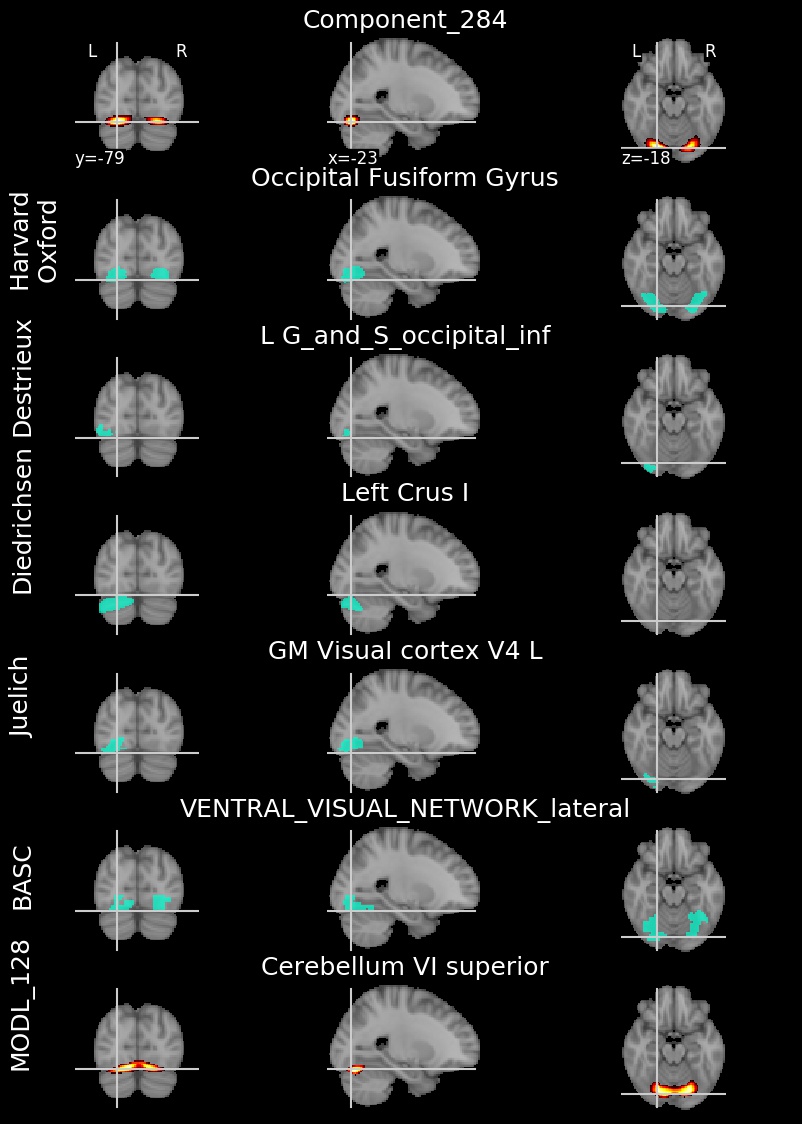 Component_284
L R L R
y=-79 x=-23 z=-18
Occipital Fusiform Gyrus
Harvard
Oxford
L G_and_S_occipital_inf
Destrieux
Left Crus I
Diedrichsen
GM Visual cortex V4 L
Juelich
VENTRAL_VISUAL_NETWORK_lateral
BASC
Cerebellum VI superior
MODL_128